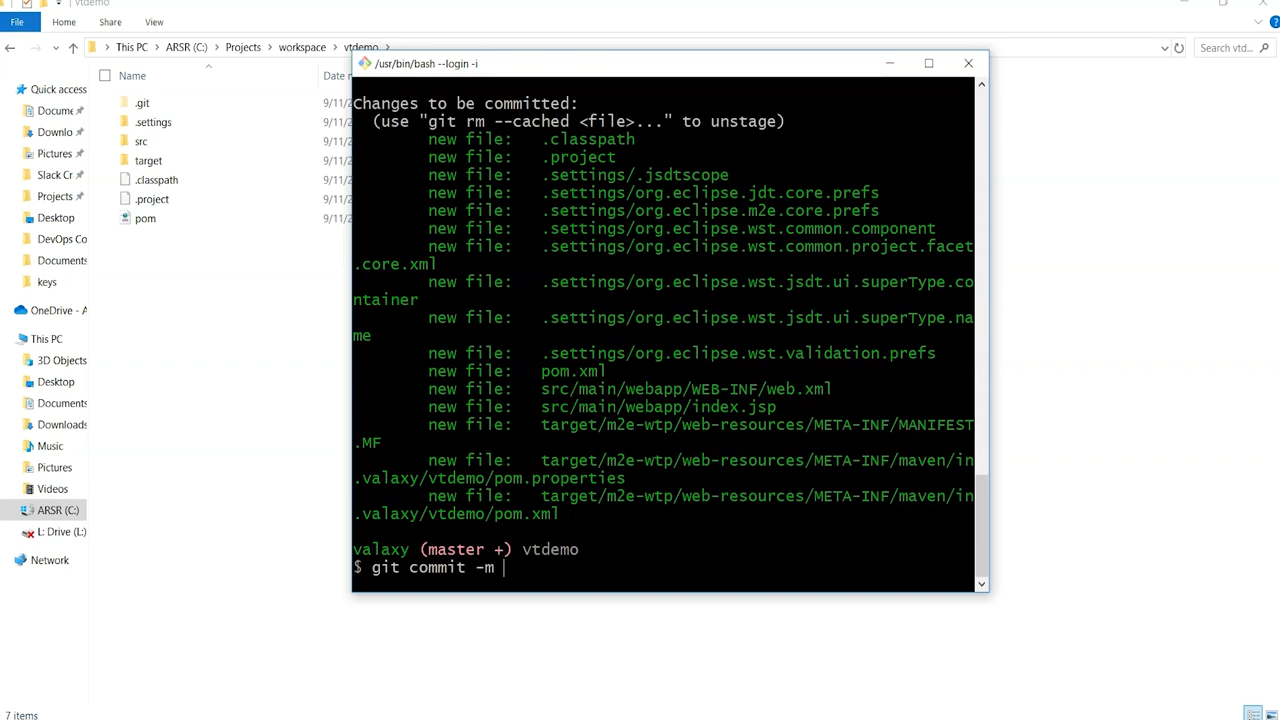 vtdemo
File
Home
Share
View
This PC
ARSR (C:)
Projects
workspace
vtdemo
Search vtd...
/usr/bin/bash --login -i
Name
Date
Quick access
Docume
Downlo
Pictures
Slack Cr
Projects
Desktop
DevOps Co
Documents
keys
OneDrive - A
This PC
3D Objects
Desktop
Documents
Downloads
Music
Pictures
Videos
ARSR (C:)
L: Drive (L:)
Network
.git
.settings
src
target
.classpath
.project
pom
9/11/2
9/11/2
9/11/2
9/11/2
9/11/2
9/11/2
9/11/2
Changes to be committed:
(use "git rm --cached <file>..." to unstage)
new file: .classpath
new file: .project
new file: .settings/.jsdtscope
new file: .settings/org.eclipse.jdt.core.prefs
new file: .settings/org.eclipse.m2e.core.prefs
new file: .settings/org.eclipse.wst.common.component
new file: .settings/org.eclipse.wst.common.project.facet
.core.xml
new file: .settings/org.eclipse.wst.jsdt.ui.superType.co
ntainer
new file: .settings/org.eclipse.wst.jsdt.ui.superType.na
me
new file: .settings/org.eclipse.wst.validation.prefs
new file: pom.xml
new file: src/main/webapp/WEB-INF/web.xml
new file: src/main/webapp/index.jsp
new file: target/m2e-wtp/web-resources/META-INF/MANIFEST
.MF
new file: target/m2e-wtp/web-resources/META-INF/maven/in
.valaxy/vtdemo/pom.properties
new file: target/m2e-wtp/web-resources/META-INF/maven/in
.valaxy/vtdemo/pom.xml
valaxy (master +) vtdemo
$ git commit -m
7 items